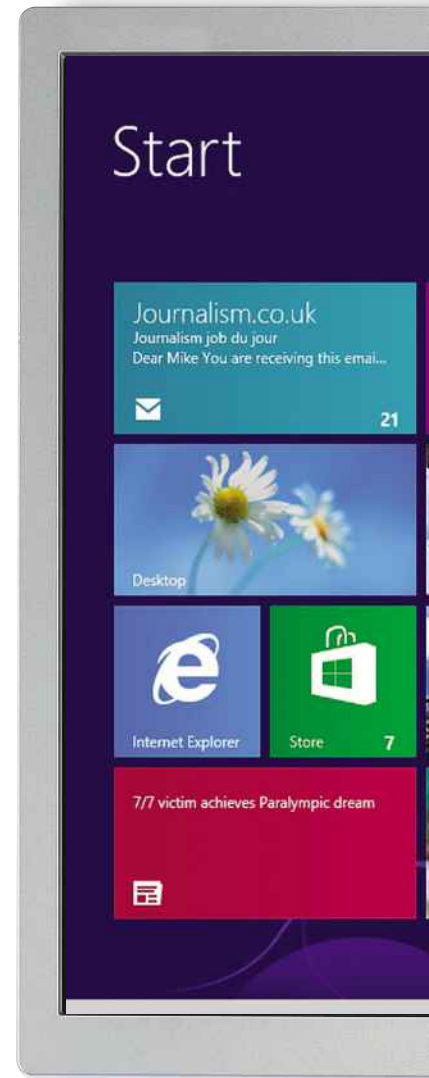 Start
Journalism.co.uk
Journalism job du jour
Dear Mike You are receiving this emai...
21
Desktop
Internet Explorer
Store
7
7/7 victim achieves Paralympic dream